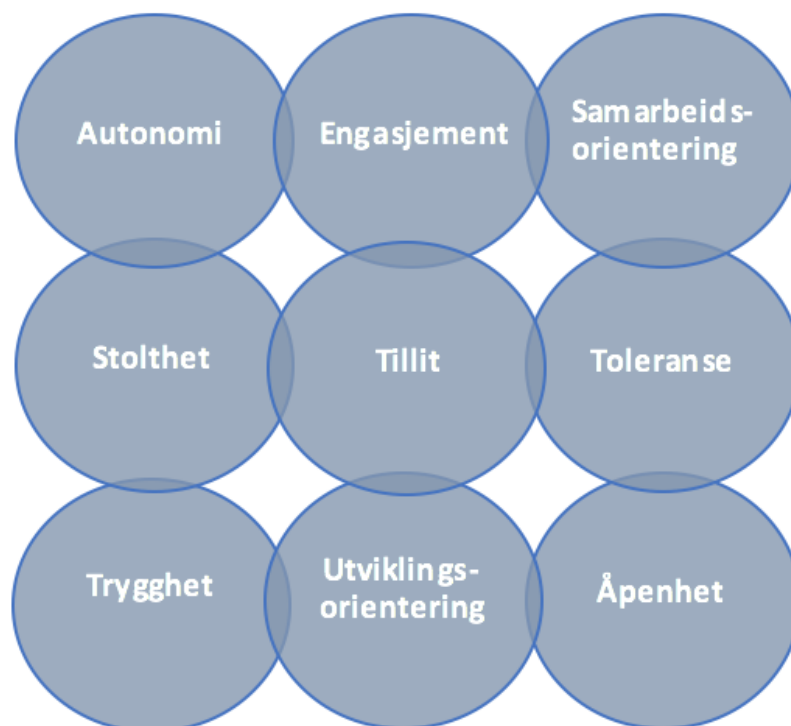 Autonomi
Engasjement
Samarbeids-
orientering
Stolthet
Tillit
Toleranse
Trygghet
Utviklings-
orientering
Åpenhet